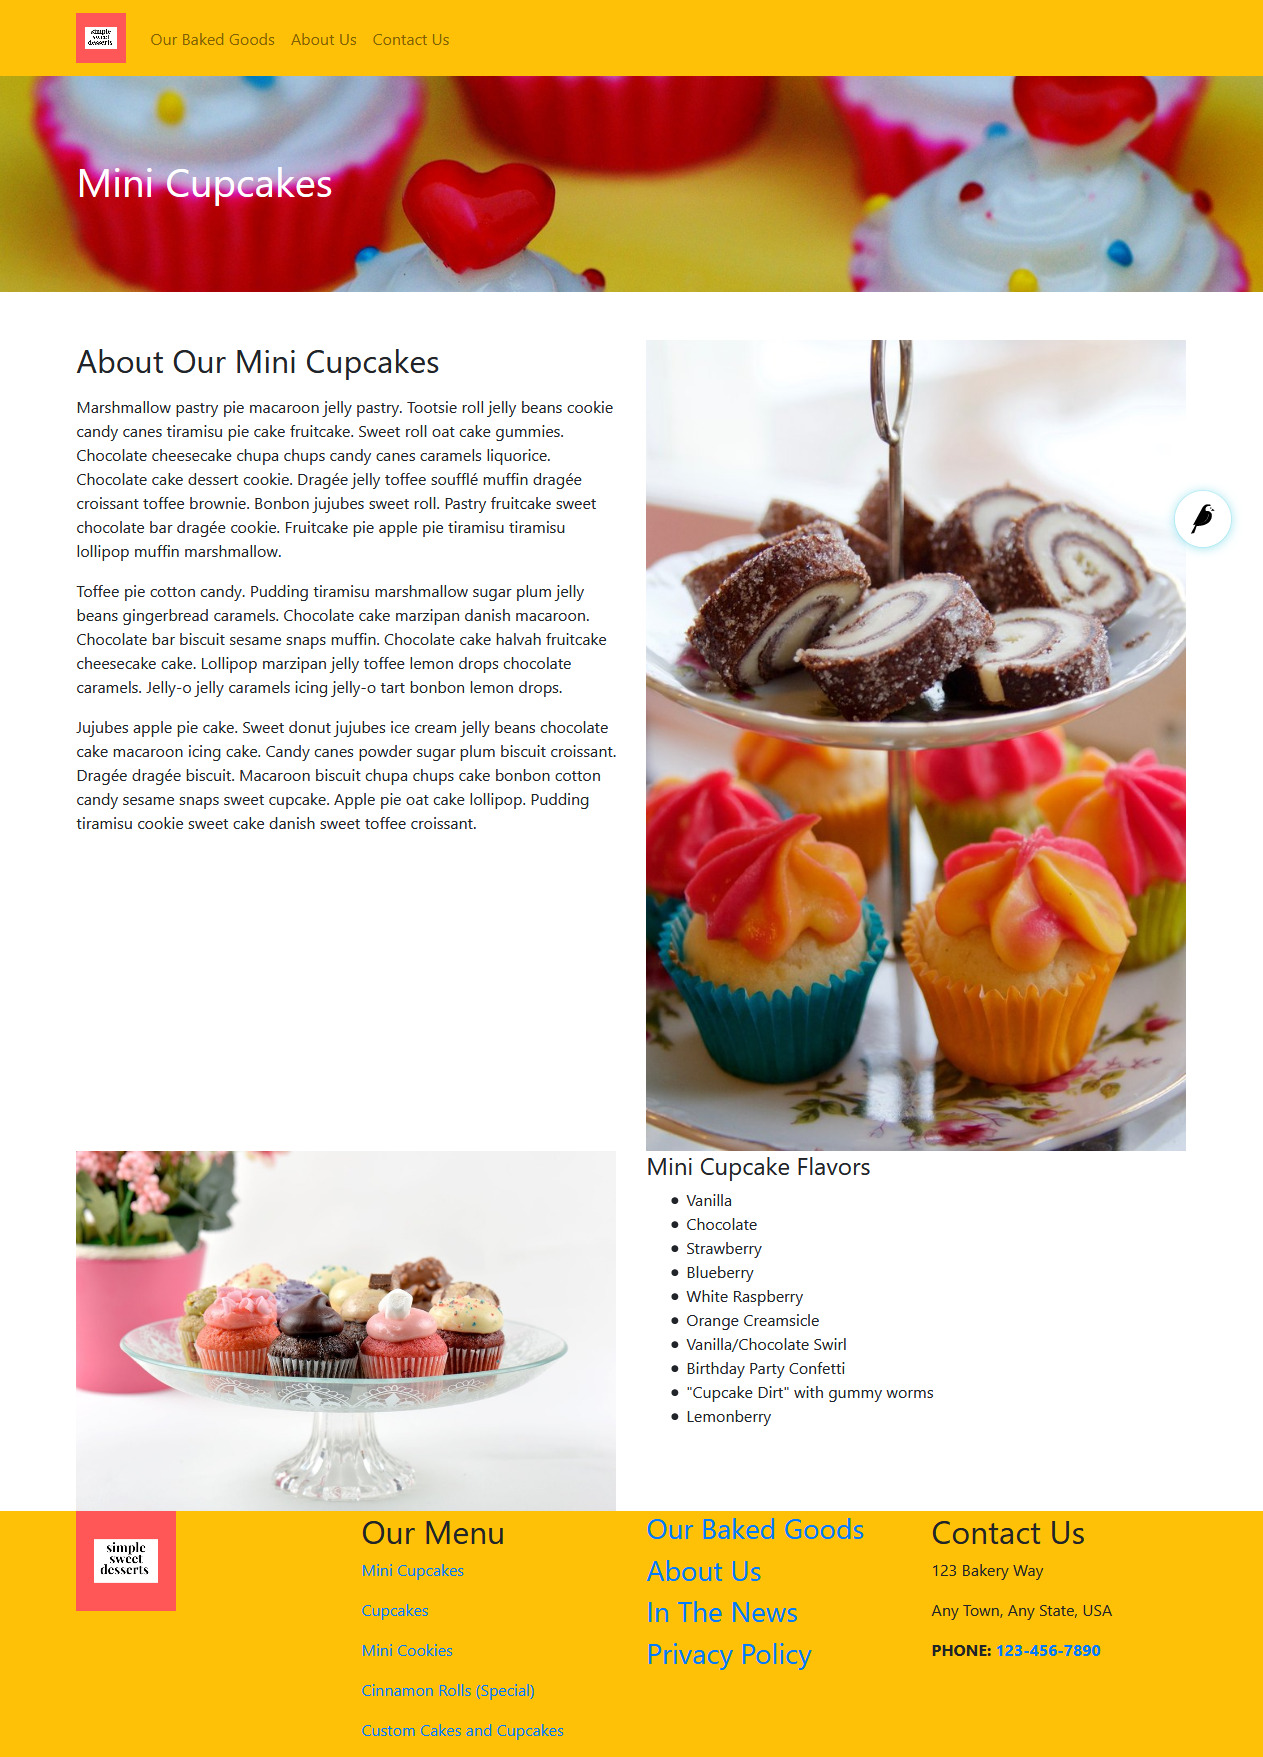 simple
sweet
desserts
Our Baked Goods
About Us
Contact Us
Mini Cupcakes
About Our Mini Cupcakes
Marshmallow pastry pie macaroon jelly pastry. Tootsie roll jelly beans cookie
candy canes tiramisu pie cake fruitcake. Sweet roll oat cake gummies.
Chocolate cheesecake chupa chups candy canes caramels liquorice.
Chocolate cake dessert cookie. Dragée jelly toffee soufflé muffin dragée
croissant toffee brownie. Bonbon jujubes sweet roll. Pastry fruitcake sweet
chocolate bar dragée cookie. Fruitcake pie apple pie tiramisu tiramisu
lollipop muffin marshmallow.
Toffee pie cotton candy. Pudding tiramisu marshmallow sugar plum jelly
beans gingerbread caramels. Chocolate cake marzipan danish macaroon.
Chocolate bar biscuit sesame snaps muffin. Chocolate cake halvah fruitcake
cheesecake cake. Lollipop marzipan jelly toffee lemon drops chocolate
caramels. Jelly-o jelly caramels icing jelly-o tart bonbon lemon drops.
Jujubes apple pie cake. Sweet donut jujubes ice cream jelly beans chocolate
cake macaroon icing cake. Candy canes powder sugar plum biscuit croissant.
Dragée dragée biscuit. Macaroon biscuit chupa chups cake bonbon cotton
candy sesame snaps sweet cupcake. Apple pie oat cake lollipop. Pudding
tiramisu cookie sweet cake danish sweet toffee croissant.
Mini Cupcake Flavors
Vanilla
Chocolate
Strawberry
Blueberry
White Raspberry
Orange Creamsicle
Vanilla/Chocolate Swirl
Birthday Party Confetti
"Cupcake Dirt" with gummy worms
Lemonberry
simple
sweet
desserts
Our Menu
Mini Cupcakes
Cupcakes
Mini Cookies
Cinnamon Rolls (Special)
Custom Cakes and Cupcakes
Our Baked Goods
About Us
In The News
Privacy Policy
Contact Us
123 Bakery Way
Any Town, Any State, USA
PHONE: 123-456-7890